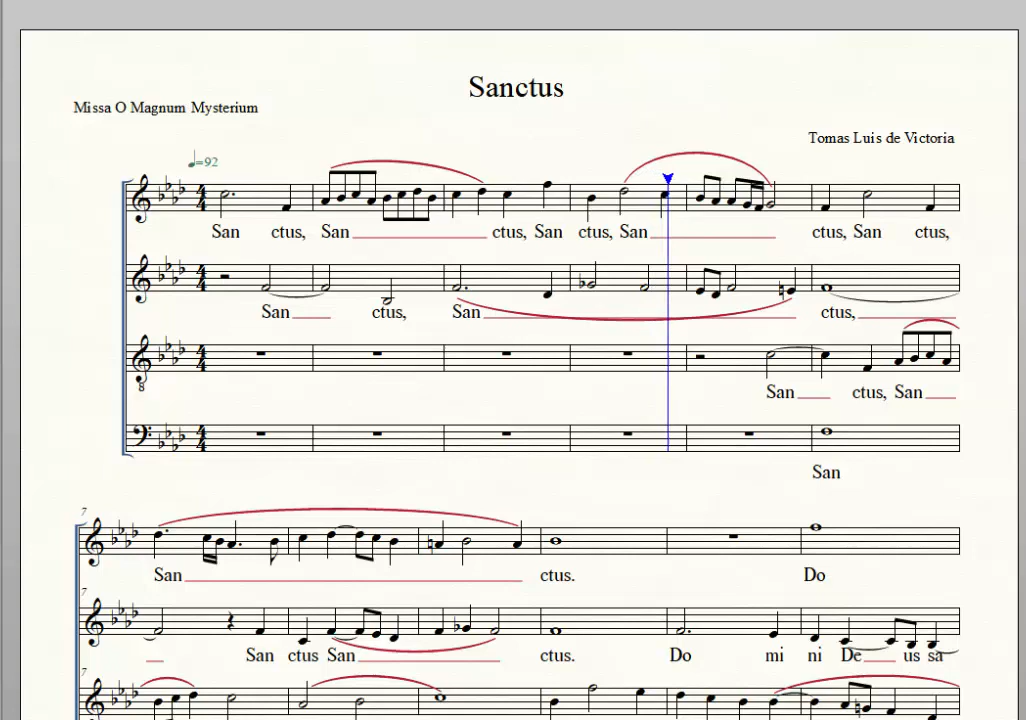 Sanctus
Missa O Magnum Mysterium
Tomas Luis de Victoria
♩=92
San ctus, San ctus, San ctus, San ctus, San ctus,
San ctus, San ctus,
8
San ctus, San
San
7
San ctus. Do
7
San ctus San ctus. Do mi ni De us sa
7